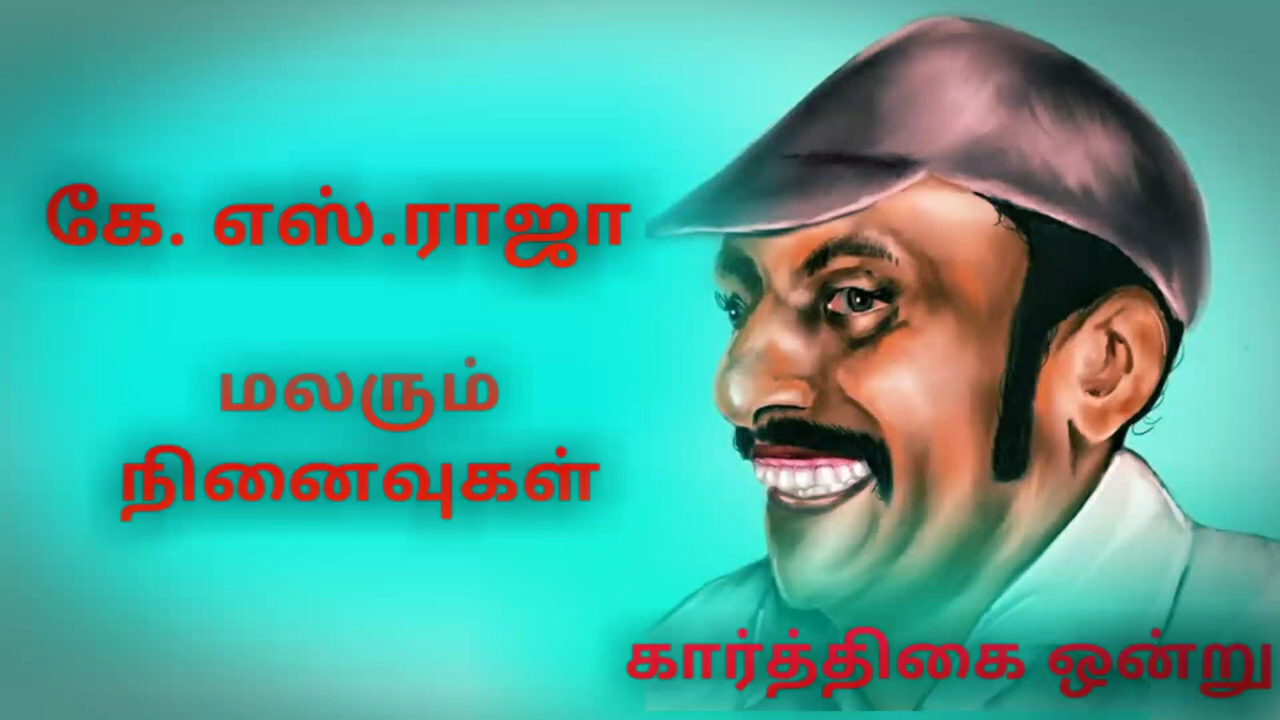 கே. எஸ்.ராஜா
மலரும்
நினைவுகள்
கார்த்திகை ஒன்று